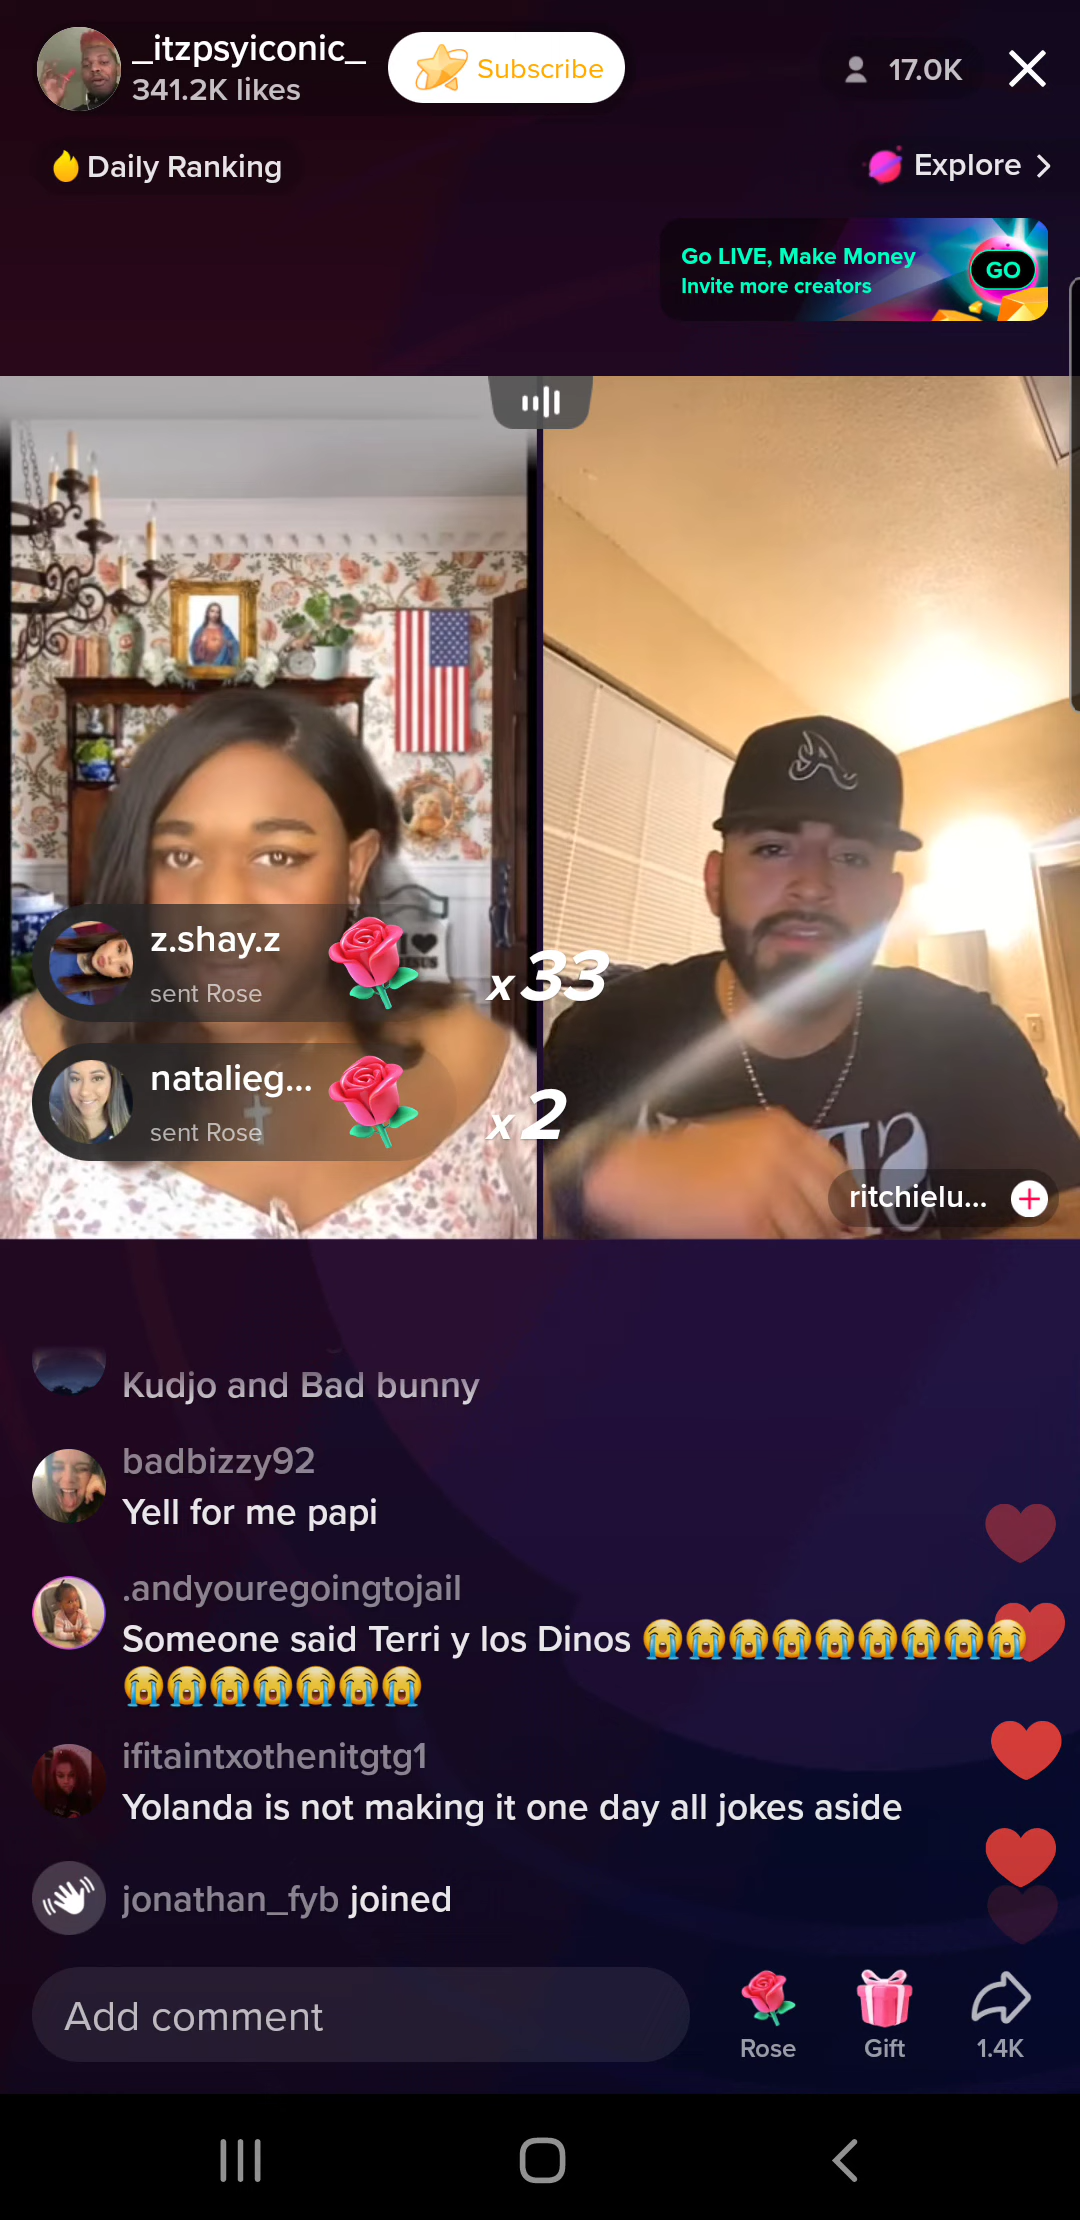 _itzpsyiconic_
341.2K likes
Subscribe
17.0K
Daily Ranking
Explore
Go LIVE, Make Money
Invite more creators
GO
z.shay.z
sent Rose
x33
natalieg...
sent Rose
x2
ritchielu...
Kudjo and Bad bunny
badbizzy92
Yell for me papi
.andyouregoingtojail
Someone said Terri y los Dinos 😭😭😭😭😭😭😭😭😭
😭😭😭😭😭😭😭
ifitaintxothenitgtg1
Yolanda is not making it one day all jokes aside
jonathan_fyb joined
Add comment
Rose
Gift
1.4K